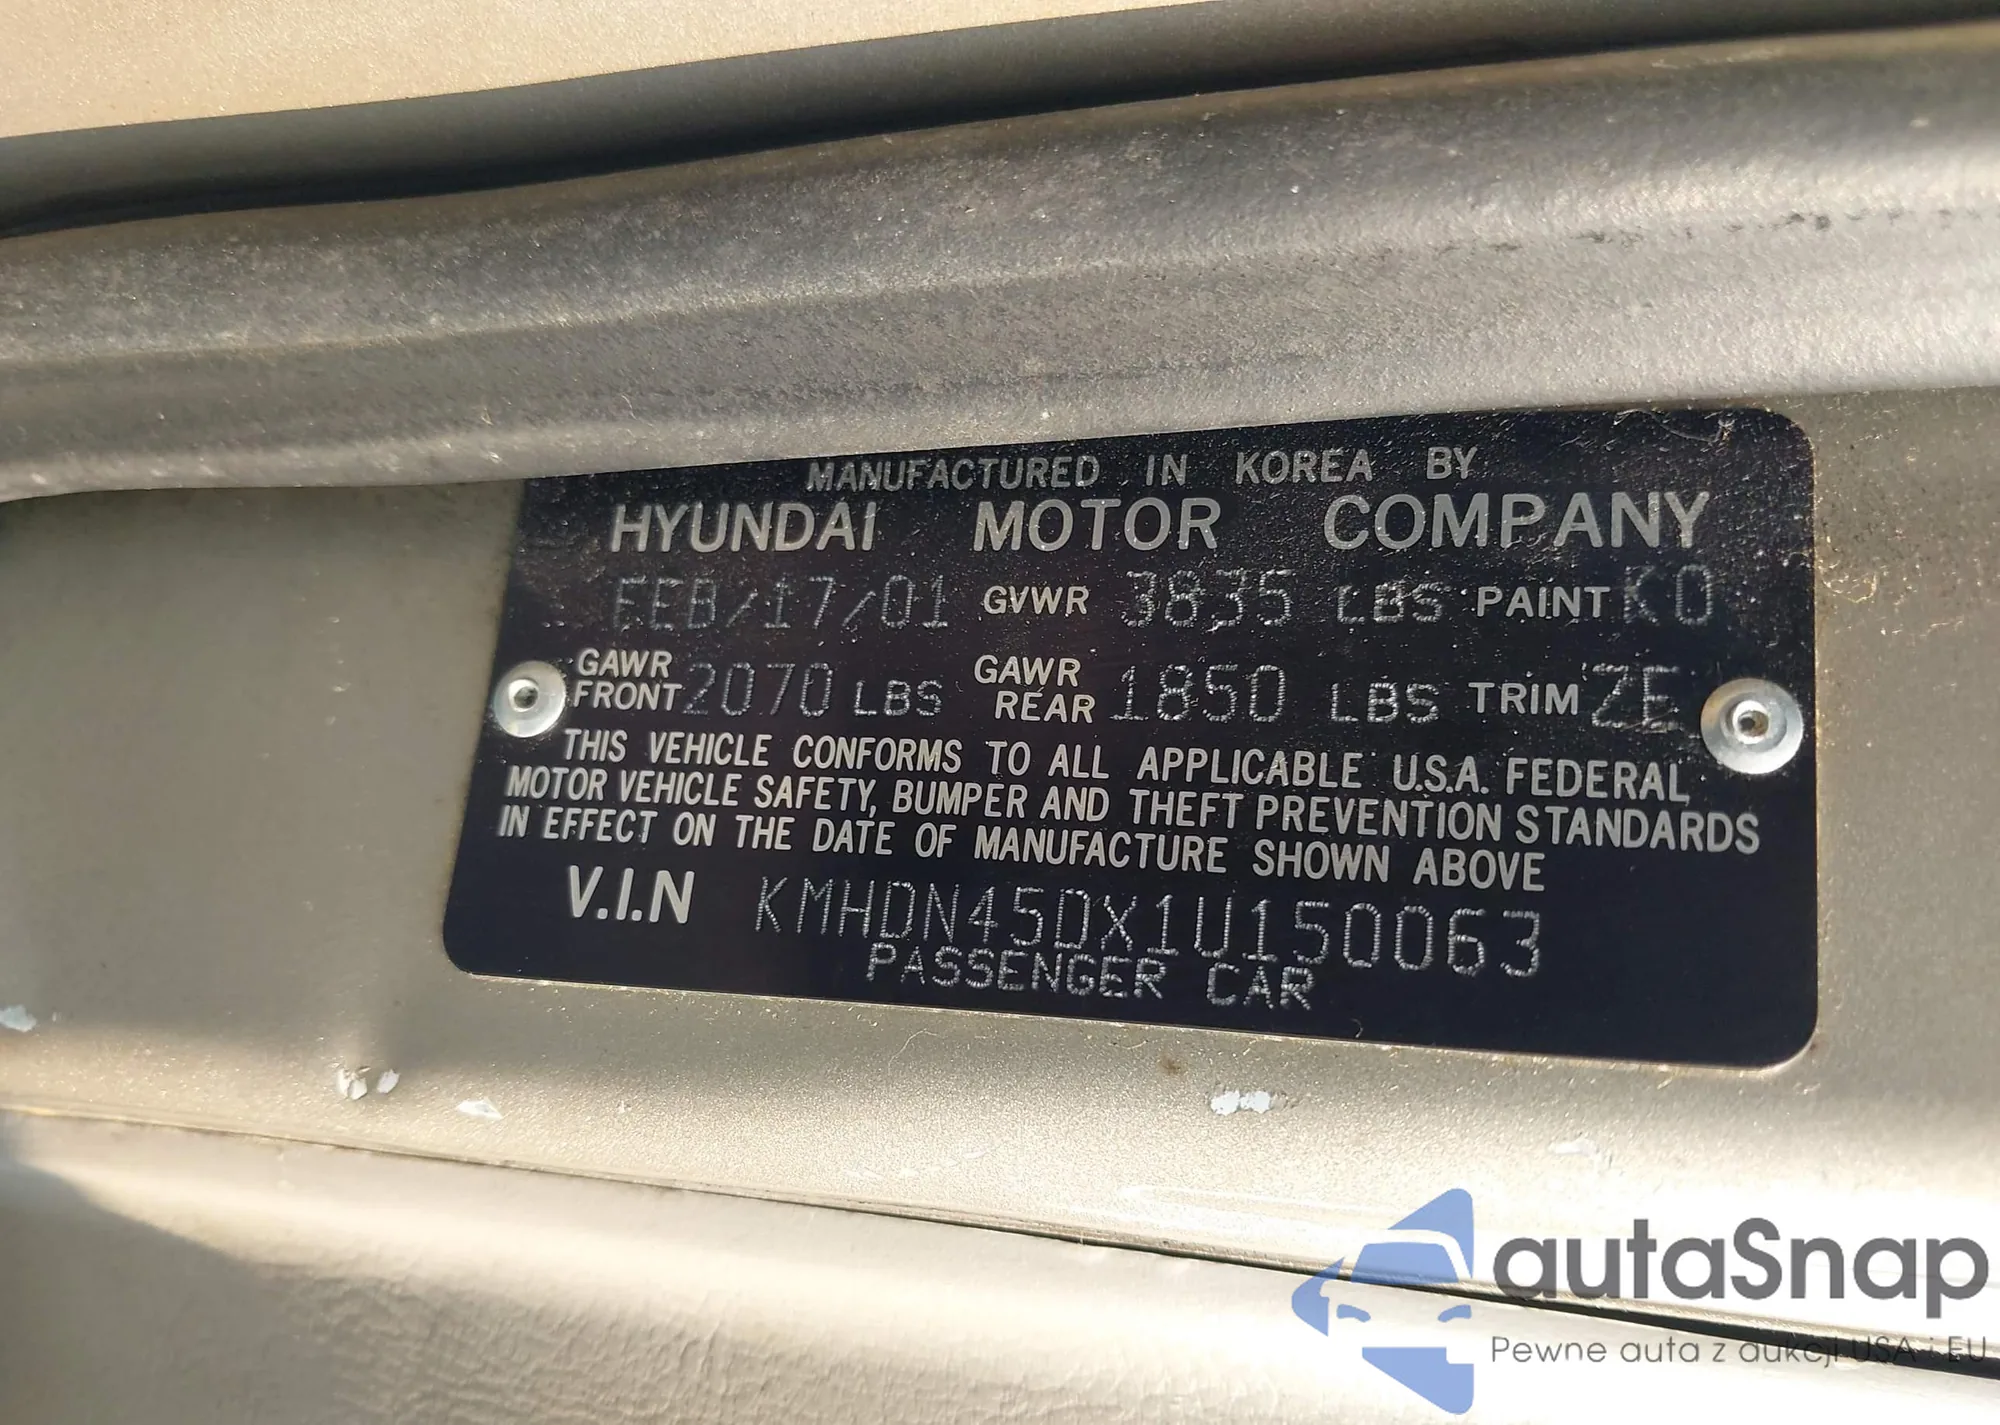 MANUFACTURED IN KOREA BY
HYUNDAI MOTOR COMPANY
FEB/17/01 GVWR 3835 LBS PAINT KO
GAWR FRONT 2070 LBS GAWR REAR 1850 LBS TRIM ZE
THIS VEHICLE CONFORMS TO ALL APPLICABLE U.S.A. FEDERAL
MOTOR VEHICLE SAFETY, BUMPER AND THEFT PREVENTION STANDARDS
IN EFFECT ON THE DATE OF MANUFACTURE SHOWN ABOVE
V.I.N KMHDN45DX1U150063
PASSENGER CAR
autaSnap
Pewne auta z aukcji USA i EU